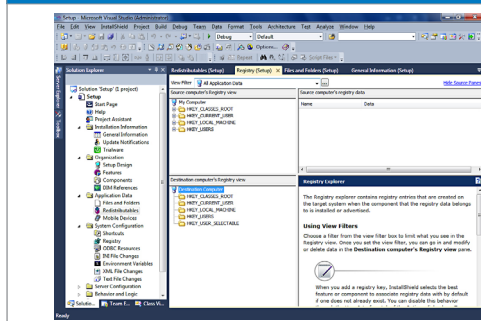 Setup - Microsoft Visual Studio (Administrator)
File Edit View InstallShield Project Build Debug Team Data Format Tools Architecture Test Analyze Window Help
Debug Default
Options...
Script Files
Solution Explorer
Redistributables (Setup) Registry (Setup) Files and Folders (Setup) General Information (Setup)
View Filter: All Application Data
Hide Source Panes
Source computer's Registry view
Source computer's registry data
Name Data
My Computer
HKEY_CLASSES_ROOT
HKEY_CURRENT_USER
HKEY_LOCAL_MACHINE
HKEY_USERS
Server Explorer
Toolbox
Solution 'Setup' (1 project)
Setup
Start Page
Help
Project Assistant
Installation Information
General Information
Update Notifications
Trialware
Organization
Setup Design
Features
Components
DIM References
Application Data
Files and Folders
Redistributables
Mobile Devices
System Configuration
Shortcuts
Registry
ODBC Resources
INI File Changes
Environment Variables
XML File Changes
Text File Changes
Server Configuration
Behavior and Logic
Destination computer's Registry view
Destination Computer
HKEY_CLASSES_ROOT
HKEY_CURRENT_USER
HKEY_LOCAL_MACHINE
HKEY_USERS
HKEY_USER_SELECTABLE
Registry Explorer
The Registry explorer contains registry entries that are created on
the target system when the component that the registry data belongs
to is installed or advertised.
Using View Filters
Choose a filter from the view filter box to limit what you see in the
Registry view. Once you set the view filter, you can go in and modify
or delete data in the Destination computer's Registry view pane.
When you add a registry key, InstallShield selects the best
feature or component to associate registry data with by default
if one does not already exist. You can disable this behavior
Solutio... Team E... Class Vi...
Ready